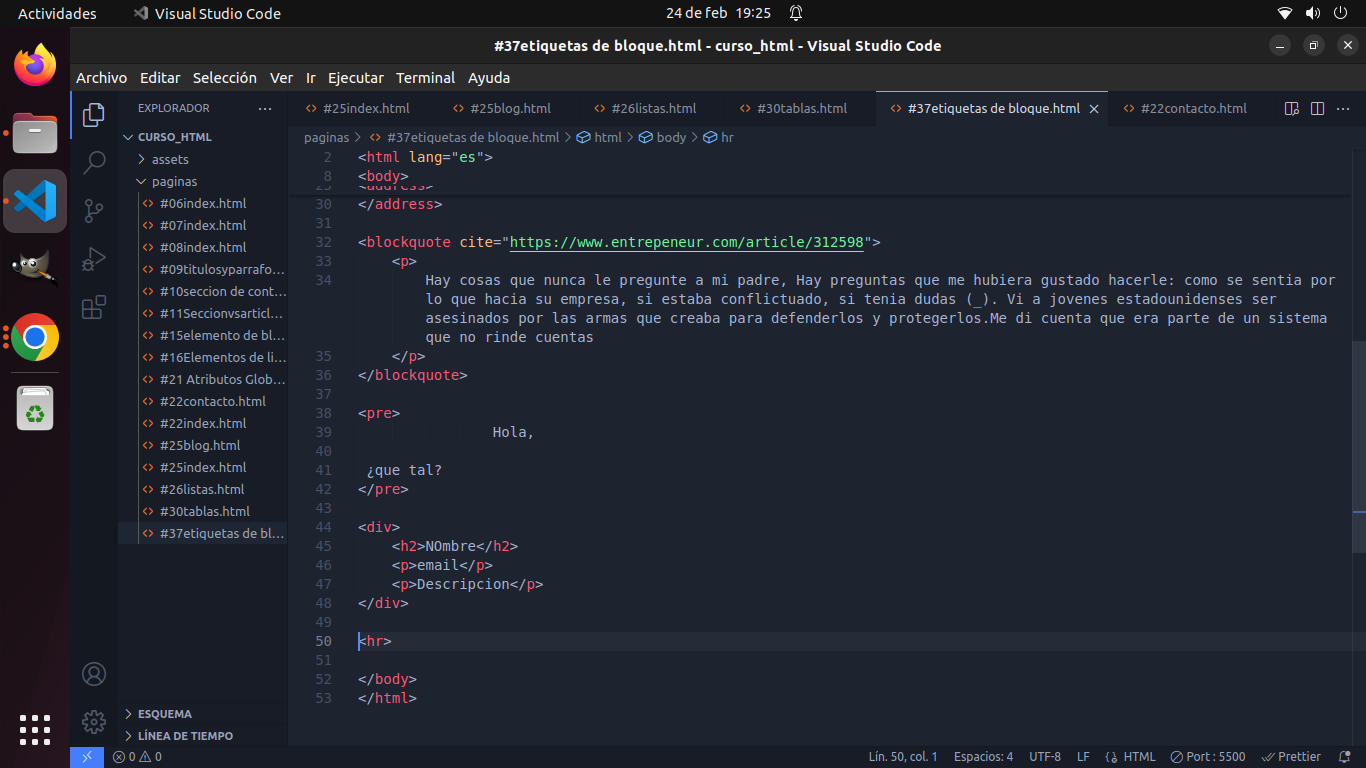 Actividades Visual Studio Code 24 de feb 19:25
#37etiquetas de bloque.html - curso_html - Visual Studio Code
Archivo Editar Selección Ver Ir Ejecutar Terminal Ayuda
EXPLORADOR
CURSO_HTML
assets
paginas
#06index.html
#07index.html
#08index.html
#09titulosyparrafo...
#10seccion de cont...
#11Seccionvsarticl...
#15elemento de bl...
#16Elementos de li...
#21 Atributos Glob...
#22contacto.html
#22index.html
#25blog.html
#25index.html
#26listas.html
#30tablas.html
#37etiquetas de bl...
ESQUEMA
LÍNEA DE TIEMPO
#25index.html #25blog.html #26listas.html #30tablas.html #37etiquetas de bloque.html #22contacto.html
paginas > #37etiquetas de bloque.html > html > body > hr
2 <html lang="es">
8 <body>
<address>
30 </address>
31
32 <blockquote cite="https://www.entrepeneur.com/article/312598">
33 <p>
34 Hay cosas que nunca le pregunte a mi padre, Hay preguntas que me hubiera gustado hacerle: como se sentia por
lo que hacia su empresa, si estaba conflictuado, si tenia dudas (_). Vi a jovenes estadounidenses ser
asesinados por las armas que creaba para defenderlos y protegerlos.Me di cuenta que era parte de un sistema
que no rinde cuentas
35 </p>
36 </blockquote>
37
38 <pre>
39 Hola,
40
41 ¿que tal?
42 </pre>
43
44 <div>
45 <h2>NOmbre</h2>
46 <p>email</p>
47 <p>Descripcion</p>
48 </div>
49
50 <hr>
51
52 </body>
53 </html>
0 0 Lín. 50, col. 1 Espacios: 4 UTF-8 LF HTML Port : 5500 Prettier